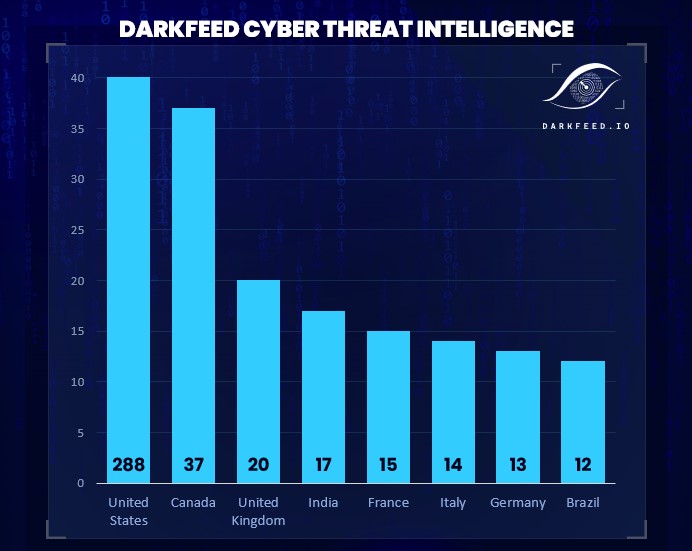 DARKFEED CYBER THREAT INTELLIGENCE
DARKFEED.IO
40
35
30
25
20
15
10
5
0
288 37 20 17 15 14 13 12
United States Canada United Kingdom India France Italy Germany Brazil